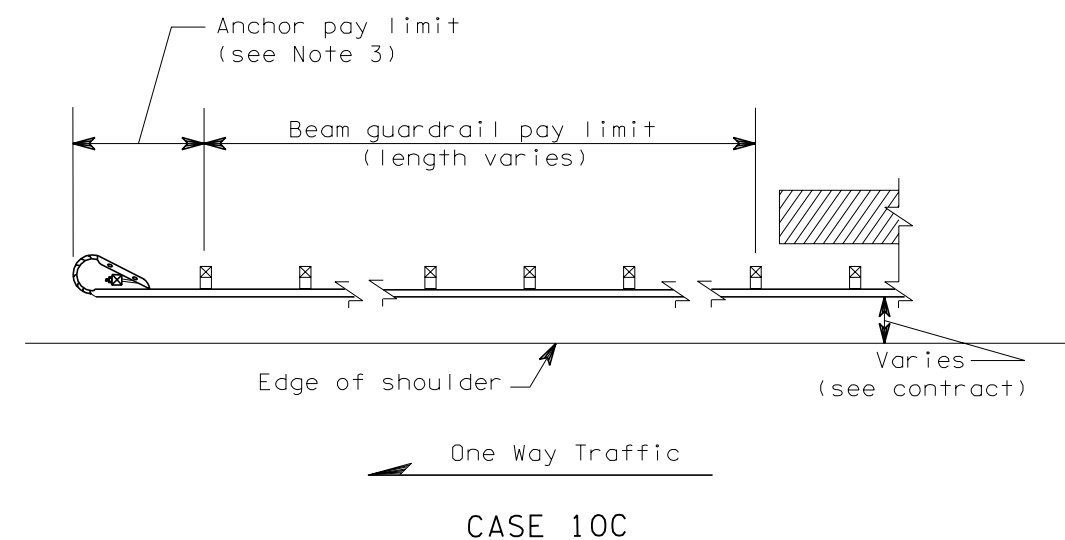 Anchor pay limit
(see Note 3)
Beam guardrail pay limit
(length varies)
Varies
(see contract)
Edge of shoulder
One Way Traffic
CASE 10C